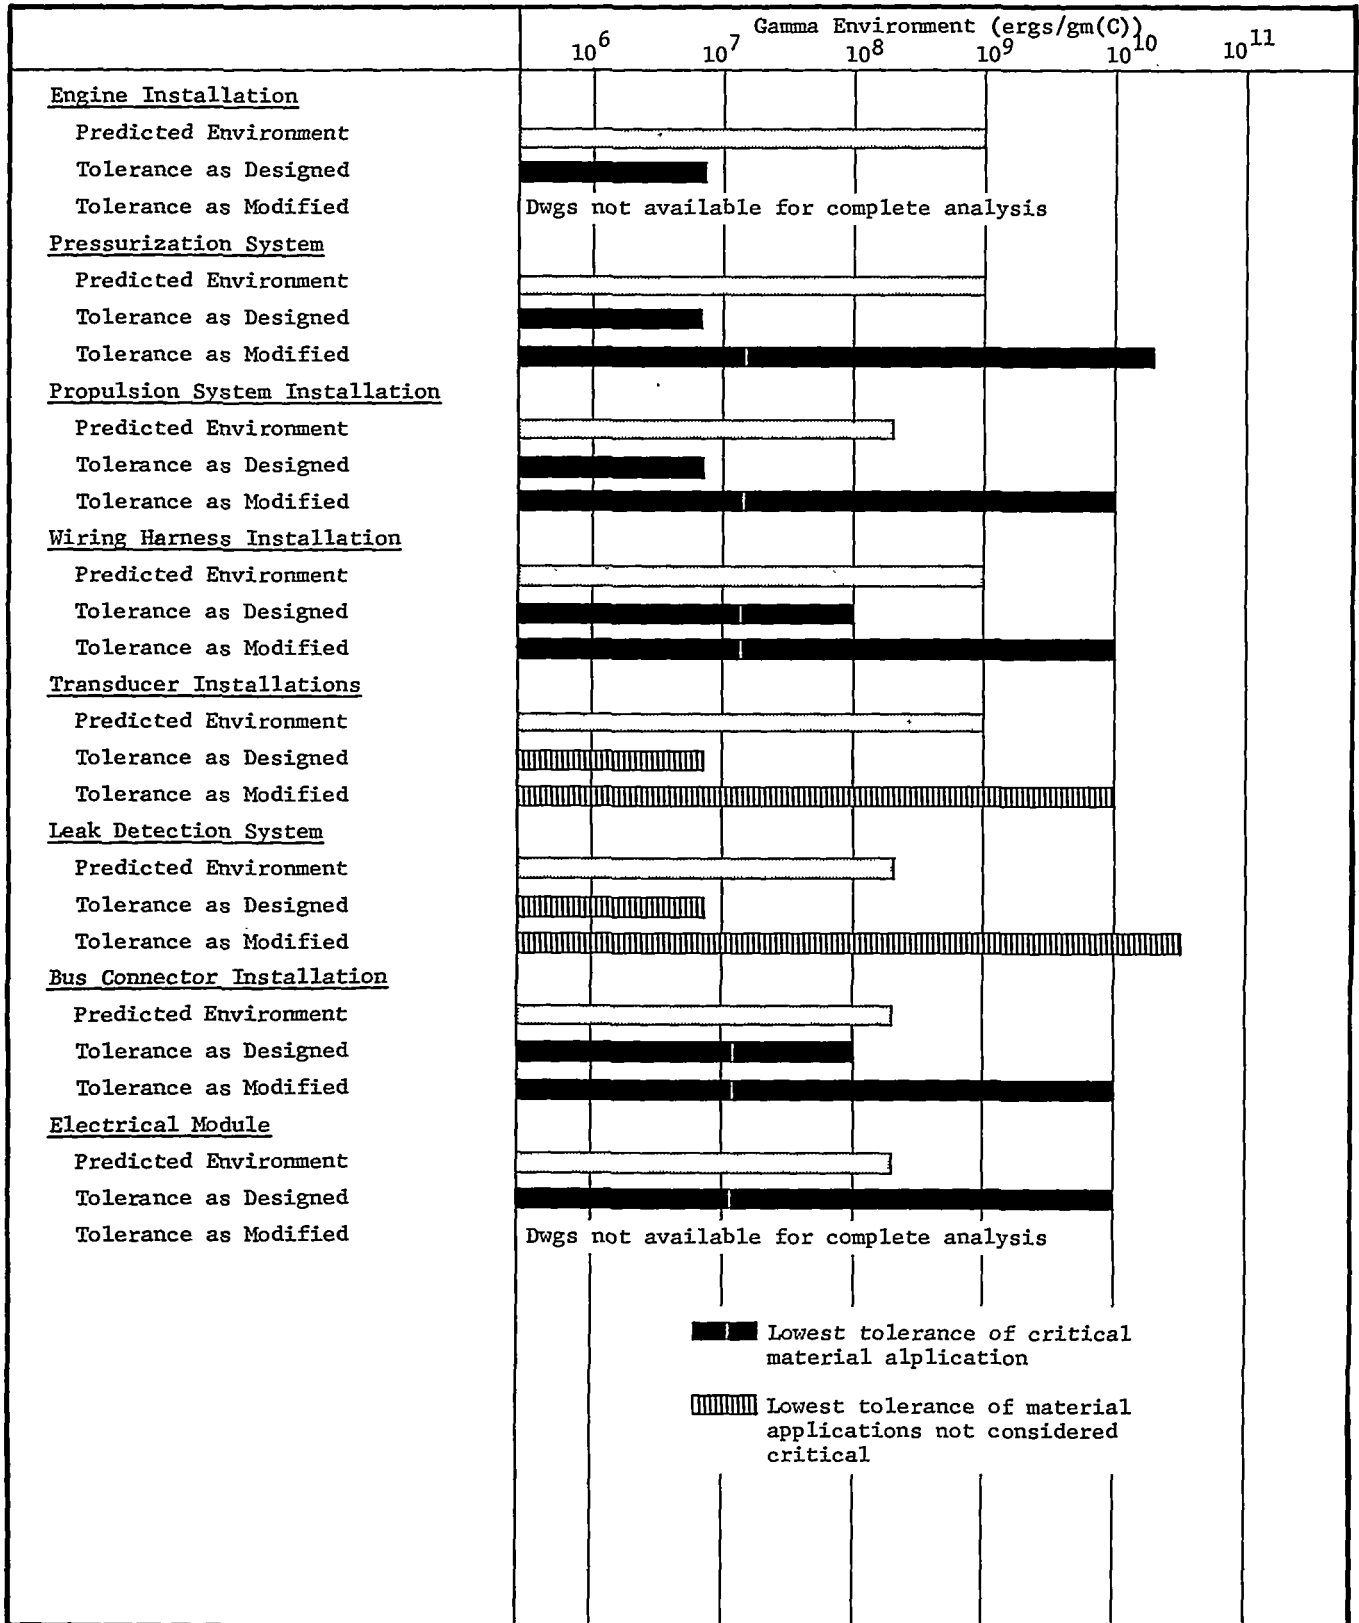 Gamma Environment (ergs/gm(C))
10^6 10^7 10^8 10^9 10^10 10^11
Engine Installation
Predicted Environment
Tolerance as Designed
Tolerance as Modified Dwgs not available for complete analysis
Pressurization System
Predicted Environment
Tolerance as Designed
Tolerance as Modified
Propulsion System Installation
Predicted Environment
Tolerance as Designed
Tolerance as Modified
Wiring Harness Installation
Predicted Environment
Tolerance as Designed
Tolerance as Modified
Transducer Installations
Predicted Environment
Tolerance as Designed
Tolerance as Modified
Leak Detection System
Predicted Environment
Tolerance as Designed
Tolerance as Modified
Bus Connector Installation
Predicted Environment
Tolerance as Designed
Tolerance as Modified
Electrical Module
Predicted Environment
Tolerance as Designed
Tolerance as Modified Dwgs not available for complete analysis
Lowest tolerance of critical
material alplication
Lowest tolerance of material
applications not considered
critical